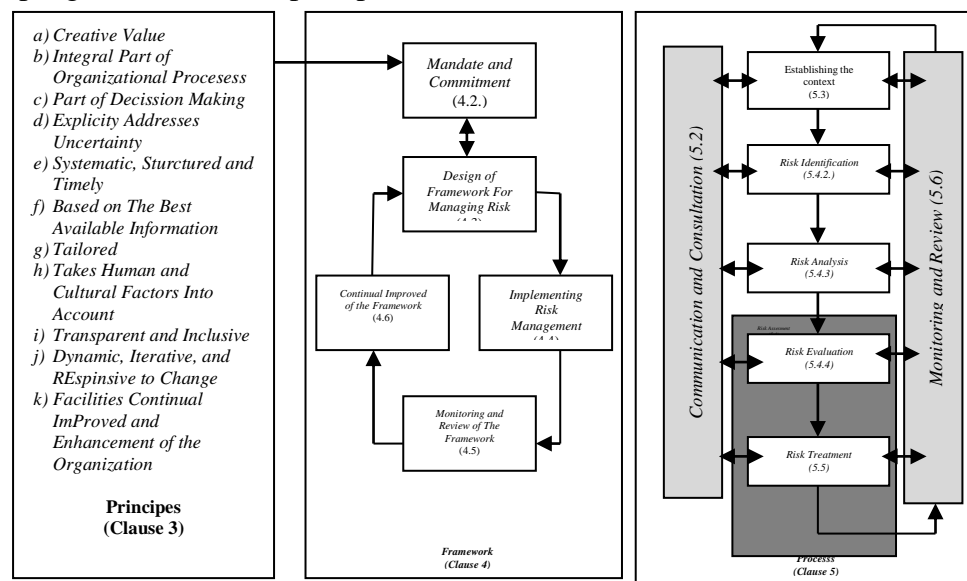 a) Creative Value
b) Integral Part of
Organizational Procesess
c) Part of Decission Making
d) Explicity Addresses
Uncertainty
e) Systematic, Sturctured and
Timely
f) Based on The Best
Available Information
g) Tailored
h) Takes Human and
Cultural Factors Into
Account
i) Transparent and Inclusive
j) Dynamic, Iterative, and
REspinsive to Change
k) Facilities Continual
ImProved and
Enhancement of the
Organization
Principes
(Clause 3)
Mandate and
Commitment
(4.2.)
Design of
Framework For
Managing Risk
Continual Improved
of the Framework
(4.6)
Implementing
Risk
Management
Monitoring and
Review of The
Framework
(4.5)
Framework
(Clause 4)
Communication and Consultation (5.2)
Establishing the
context
(5.3)
Risk Identification
(5.4.2.)
Risk Analysis
(5.4.3)
Risk Assessment
Risk Evaluation
(5.4.4)
Risk Treatment
(5.5)
Monitoring and Review (5.6)
Processs
(Clause 5)